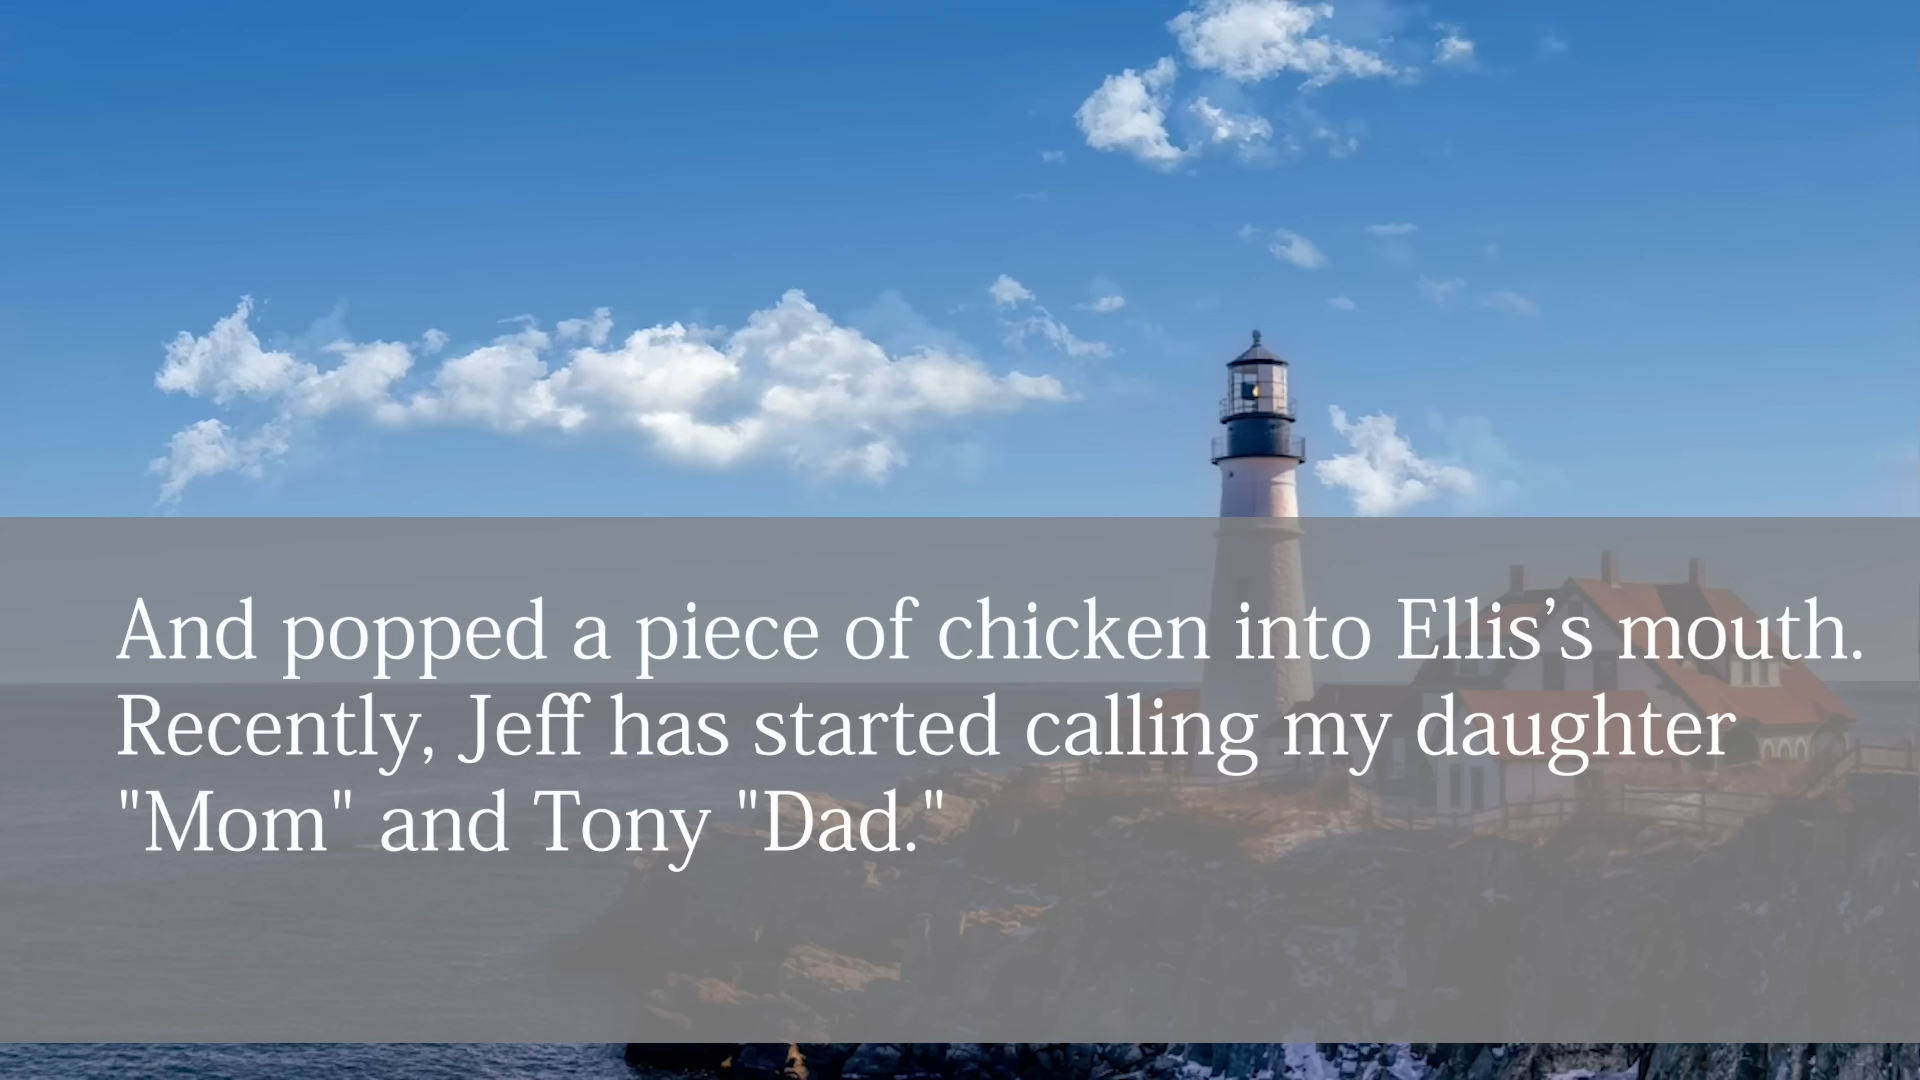 And popped a piece of chicken into Ellis’s mouth.
Recently, Jeff has started calling my daughter
"Mom" and Tony "Dad."